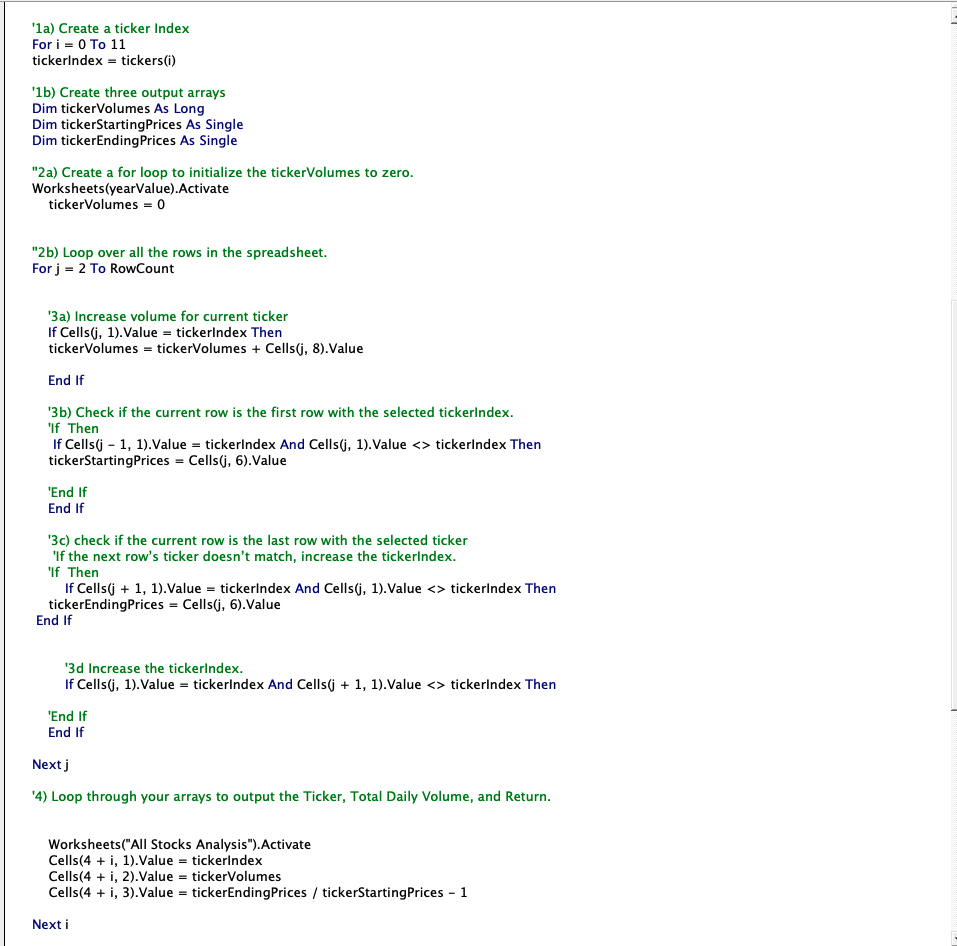 '1a) Create a ticker Index
For i = 0 To 11
tickerIndex = tickers(i)
'1b) Create three output arrays
Dim tickerVolumes As Long
Dim tickerStartingPrices As Single
Dim tickerEndingPrices As Single
''2a) Create a for loop to initialize the tickerVolumes to zero.
Worksheets(yearValue).Activate
tickerVolumes = 0
''2b) Loop over all the rows in the spreadsheet.
For j = 2 To RowCount
'3a) Increase volume for current ticker
If Cells(j, 1).Value = tickerIndex Then
tickerVolumes = tickerVolumes + Cells(j, 8).Value
End If
'3b) Check if the current row is the first row with the selected tickerIndex.
'If  Then
If Cells(j - 1, 1).Value = tickerIndex And Cells(j, 1).Value <> tickerIndex Then
tickerStartingPrices = Cells(j, 6).Value
'End If
End If
'3c) check if the current row is the last row with the selected ticker
'If the next row's ticker doesn't match, increase the tickerIndex.
'If  Then
If Cells(j + 1, 1).Value = tickerIndex And Cells(j, 1).Value <> tickerIndex Then
tickerEndingPrices = Cells(j, 6).Value
End If
'3d Increase the tickerIndex.
If Cells(j, 1).Value = tickerIndex And Cells(j + 1, 1).Value <> tickerIndex Then
'End If
End If
Next j
'4) Loop through your arrays to output the Ticker, Total Daily Volume, and Return.
Worksheets("All Stocks Analysis").Activate
Cells(4 + i, 1).Value = tickerIndex
Cells(4 + i, 2).Value = tickerVolumes
Cells(4 + i, 3).Value = tickerEndingPrices / tickerStartingPrices - 1
Next i